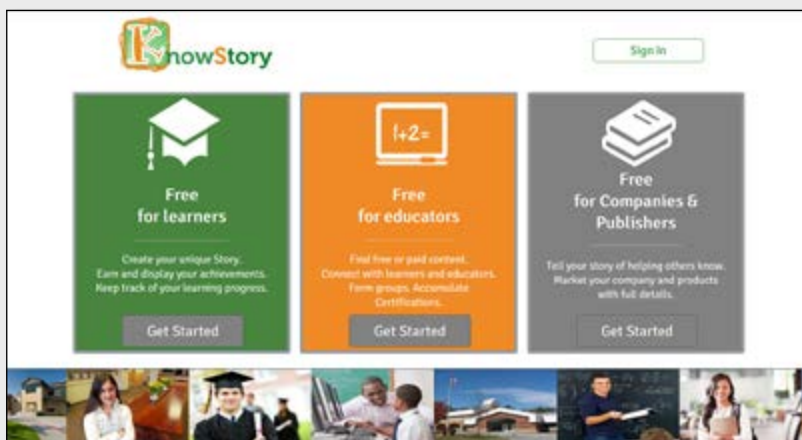 KnowStory
Sign In
Free
for learners
Create your unique Story.
Earn and display your achievements.
Keep track of your learning progress.
Get Started
1+2=
Free
for educators
Find free or paid content.
Connect with learners and educators.
Form groups. Accumulate
Certifications.
Get Started
Free
for Companies &
Publishers
Tell your story of helping others know.
Market your company and products
with full details.
Get Started